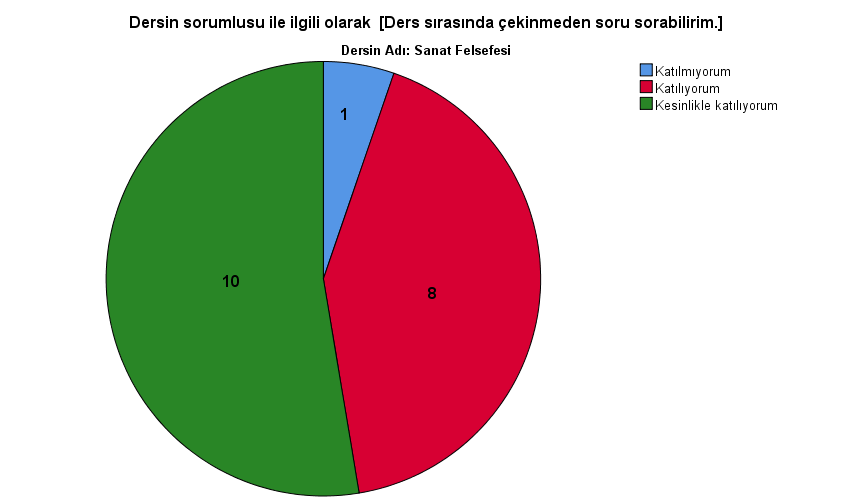 Dersin sorumlusu ile ilgili olarak  [Ders sırasında çekinmeden soru sorabilirim.]
Dersin Adı: Sanat Felsefesi
Katılmıyorum
Katılıyorum
Kesinlikle katılıyorum
1
10
8